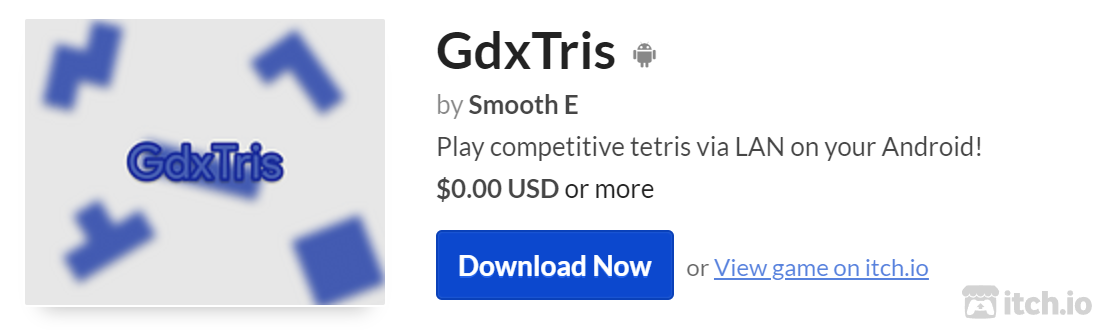 GdxTris
GdxTris
by Smooth E
Play competitive tetris via LAN on your Android!
$0.00 USD or more
Download Now or View game on itch.io
itch.io